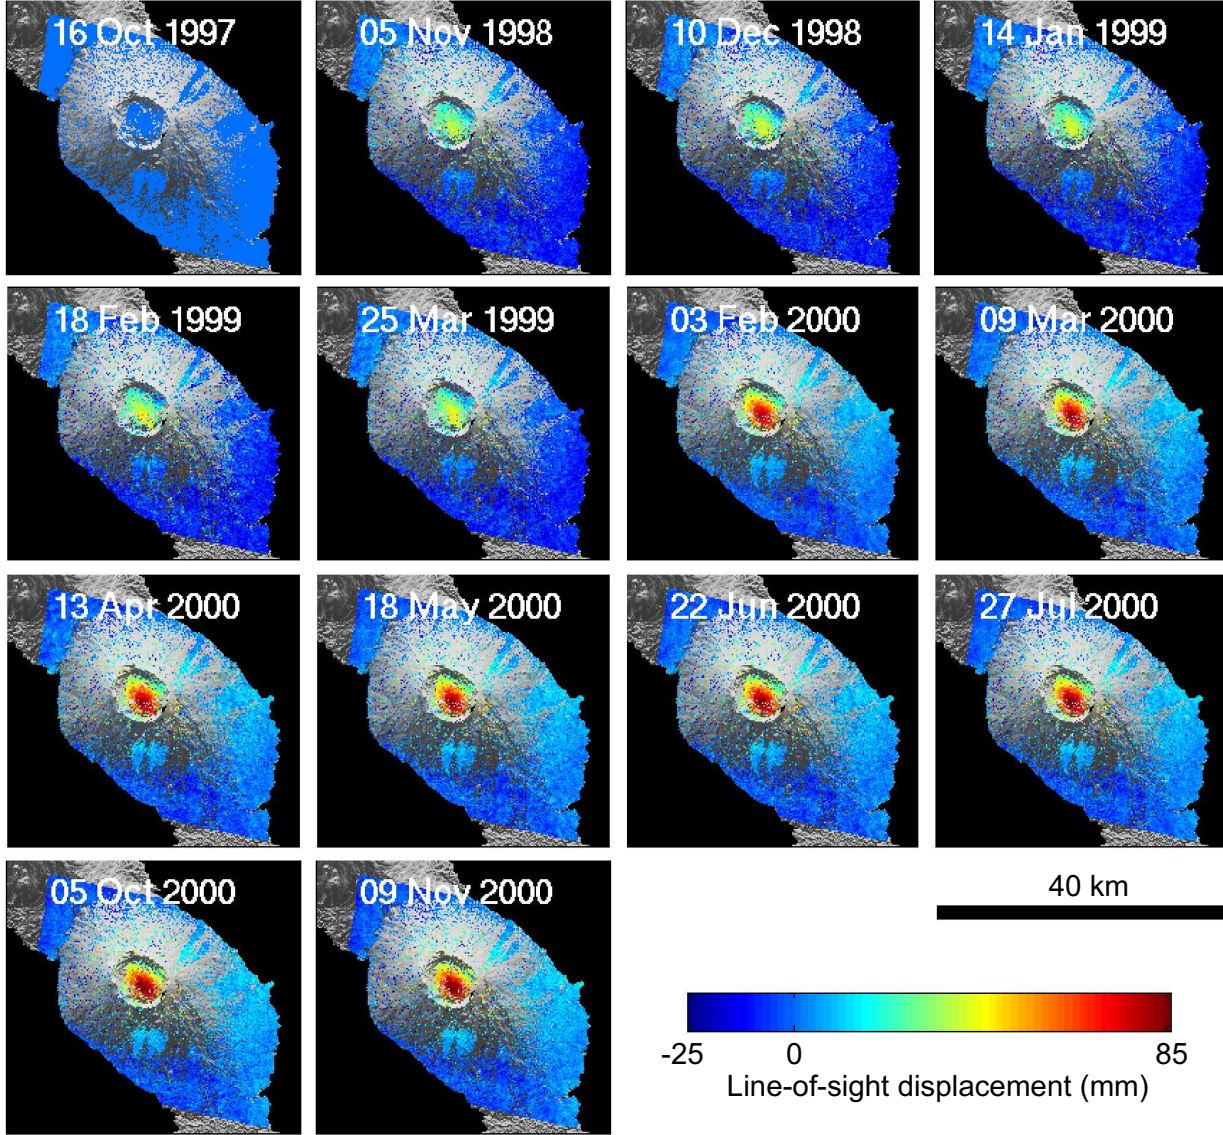 16 Oct 1997
05 Nov 1998
10 Dec 1998
14 Jan 1999
18 Feb 1999
25 Mar 1999
03 Feb 2000
09 Mar 2000
13 Apr 2000
18 May 2000
22 Jun 2000
27 Jul 2000
05 Oct 2000
09 Nov 2000
40 km
-25 0 85
Line-of-sight displacement (mm)